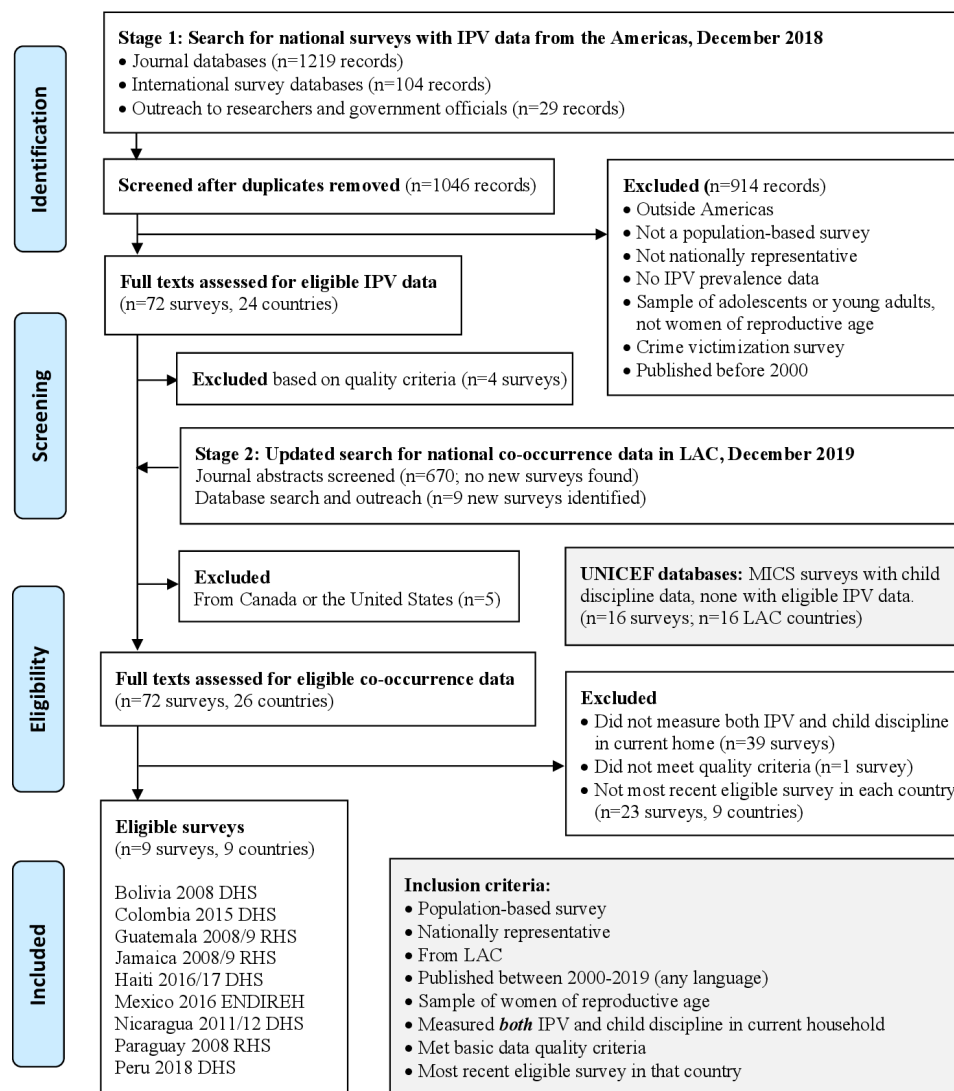 Identification
Stage 1: Search for national surveys with IPV data from the Americas, December 2018
• Journal databases (n=1219 records)
• International survey databases (n=104 records)
• Outreach to researchers and government officials (n=29 records)
Screened after duplicates removed (n=1046 records)
Excluded (n=914 records)
• Outside Americas
• Not a population-based survey
• Not nationally representative
• No IPV prevalence data
• Sample of adolescents or young adults,
not women of reproductive age
• Crime victimization survey
• Published before 2000
Full texts assessed for eligible IPV data
(n=72 surveys, 24 countries)
Screening
Excluded based on quality criteria (n=4 surveys)
Stage 2: Updated search for national co-occurrence data in LAC, December 2019
Journal abstracts screened (n=670; no new surveys found)
Database search and outreach (n=9 new surveys identified)
Eligibility
Excluded
From Canada or the United States (n=5)
UNICEF databases: MICS surveys with child
discipline data, none with eligible IPV data.
(n=16 surveys; n=16 LAC countries)
Full texts assessed for eligible co-occurrence data
(n=72 surveys, 26 countries)
Excluded
• Did not measure both IPV and child discipline
in current home (n=39 surveys)
• Did not meet quality criteria (n=1 survey)
• Not most recent eligible survey in each country
(n=23 surveys, 9 countries)
Included
Eligible surveys
(n=9 surveys, 9 countries)
Bolivia 2008 DHS
Colombia 2015 DHS
Guatemala 2008/9 RHS
Jamaica 2008/9 RHS
Haiti 2016/17 DHS
Mexico 2016 ENDIREH
Nicaragua 2011/12 DHS
Paraguay 2008 RHS
Peru 2018 DHS
Inclusion criteria:
• Population-based survey
• Nationally representative
• From LAC
• Published between 2000-2019 (any language)
• Sample of women of reproductive age
• Measured both IPV and child discipline in current household
• Met basic data quality criteria
• Most recent eligible survey in that country